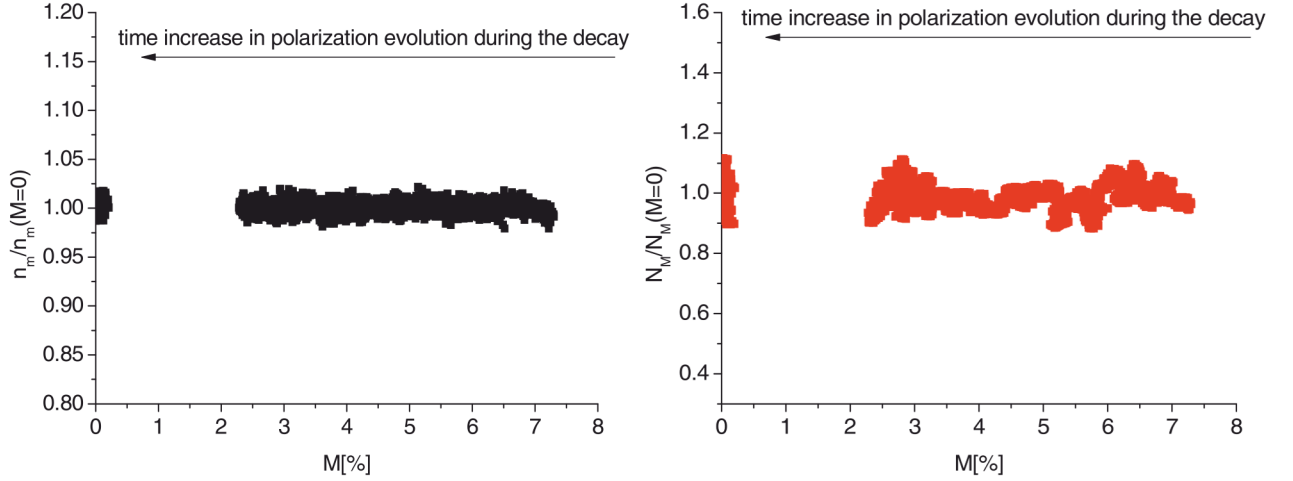 time increase in polarization evolution during the decay
1.20
1.15
1.10
1.05
1.00
0.95
0.90
0.85
0.80
n_m/n_m(M=0)
0 1 2 3 4 5 6 7 8
M[%]
time increase in polarization evolution during the decay
1.6
1.4
1.2
1.0
0.8
0.6
0.4
N_M/N_M(M=0)
0 1 2 3 4 5 6 7 8
M[%]